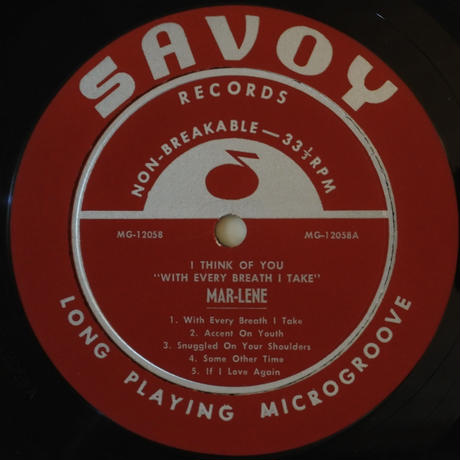 SAVOY
RECORDS
NON-BREAKABLE—33⅓RPM
MG-12058
MG-12058A
I THINK OF YOU
"WITH EVERY BREATH I TAKE"
MAR-LENE
1. With Every Breath I Take
2. Accent On Youth
3. Snuggled On Your Shoulders
4. Some Other Time
5. If I Love Again
LONG PLAYING MICROGROOVE